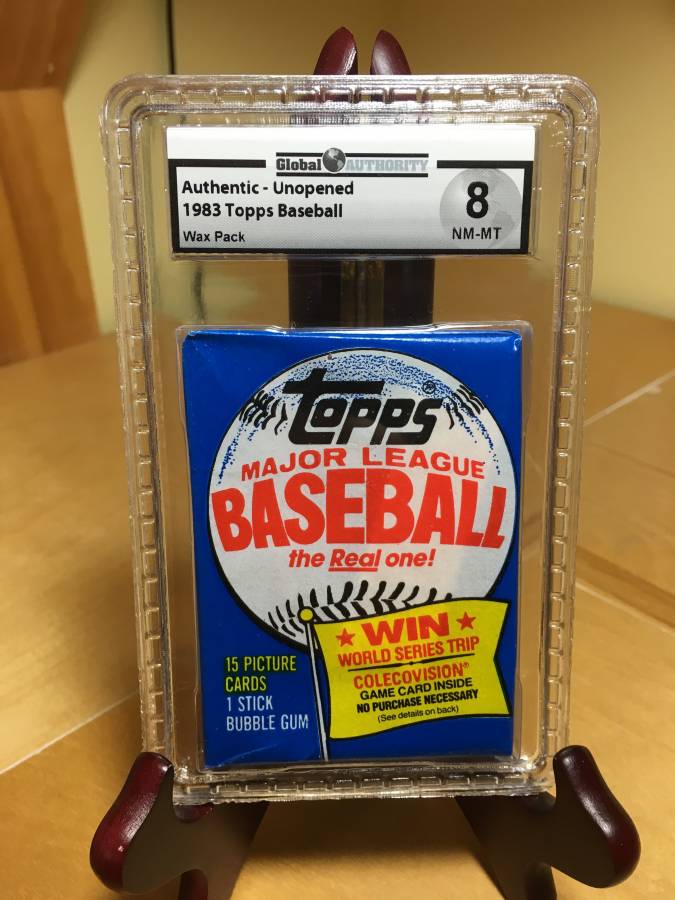 Global AUTHORITY
Authentic - Unopened
1983 Topps Baseball
Wax Pack
8
NM-MT
Topps®
MAJOR LEAGUE
BASEBALL
the Real one!
WIN
WORLD SERIES TRIP
COLECOVISION®
GAME CARD INSIDE
NO PURCHASE NECESSARY
(See details on back)
15 PICTURE
CARDS
1 STICK
BUBBLE GUM